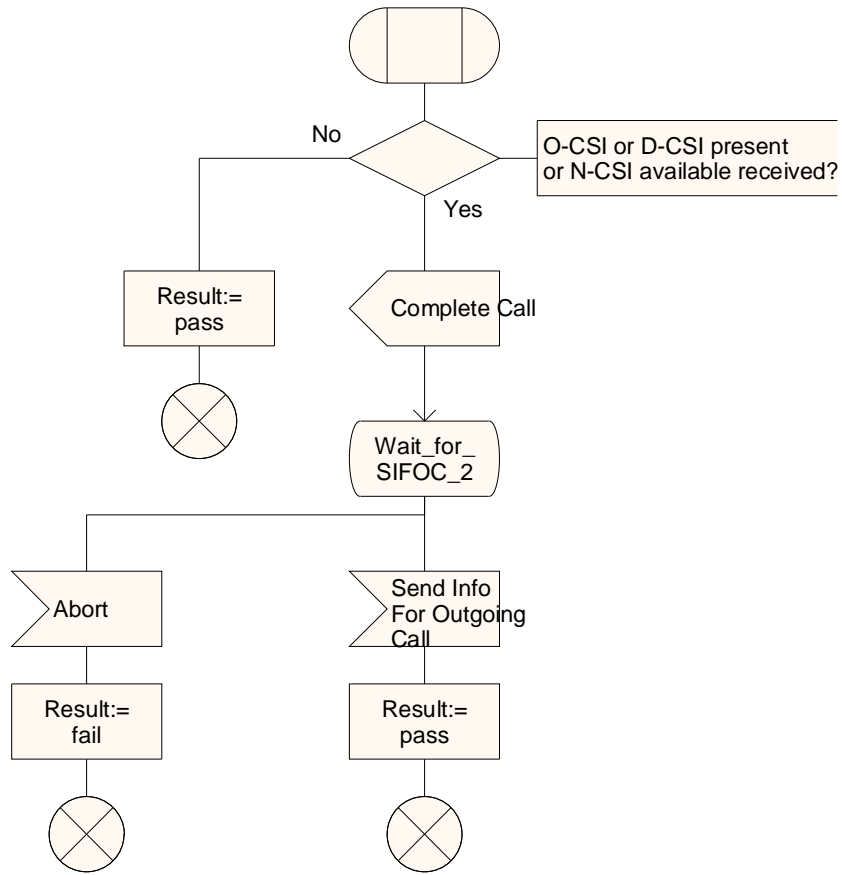 No
O-CSI or D-CSI present
or N-CSI available received?
Yes
Result:=
pass
Complete Call
Wait_for_
SIFOC_2
Abort
Send Info
For Outgoing
Call
Result:=
fail
Result:=
pass